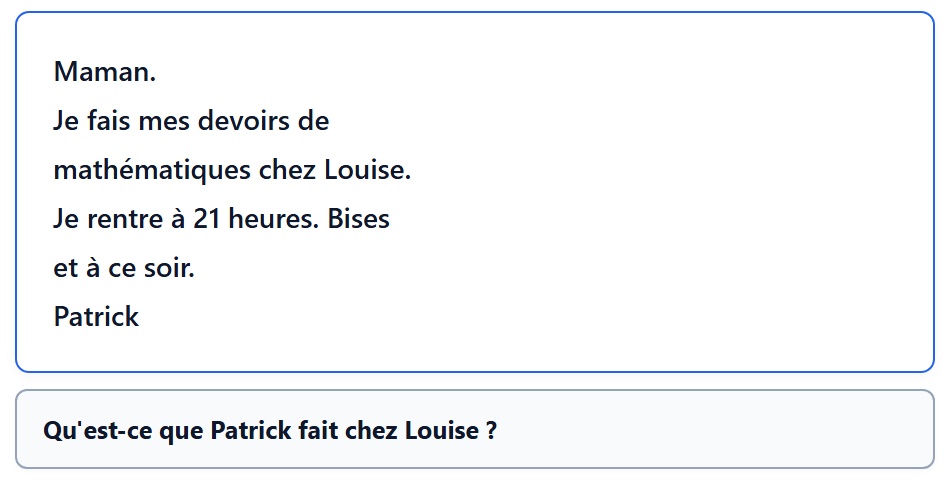 Maman.
Je fais mes devoirs de
mathématiques chez Louise.
Je rentre à 21 heures. Bises
et à ce soir.
Patrick
Qu'est-ce que Patrick fait chez Louise ?